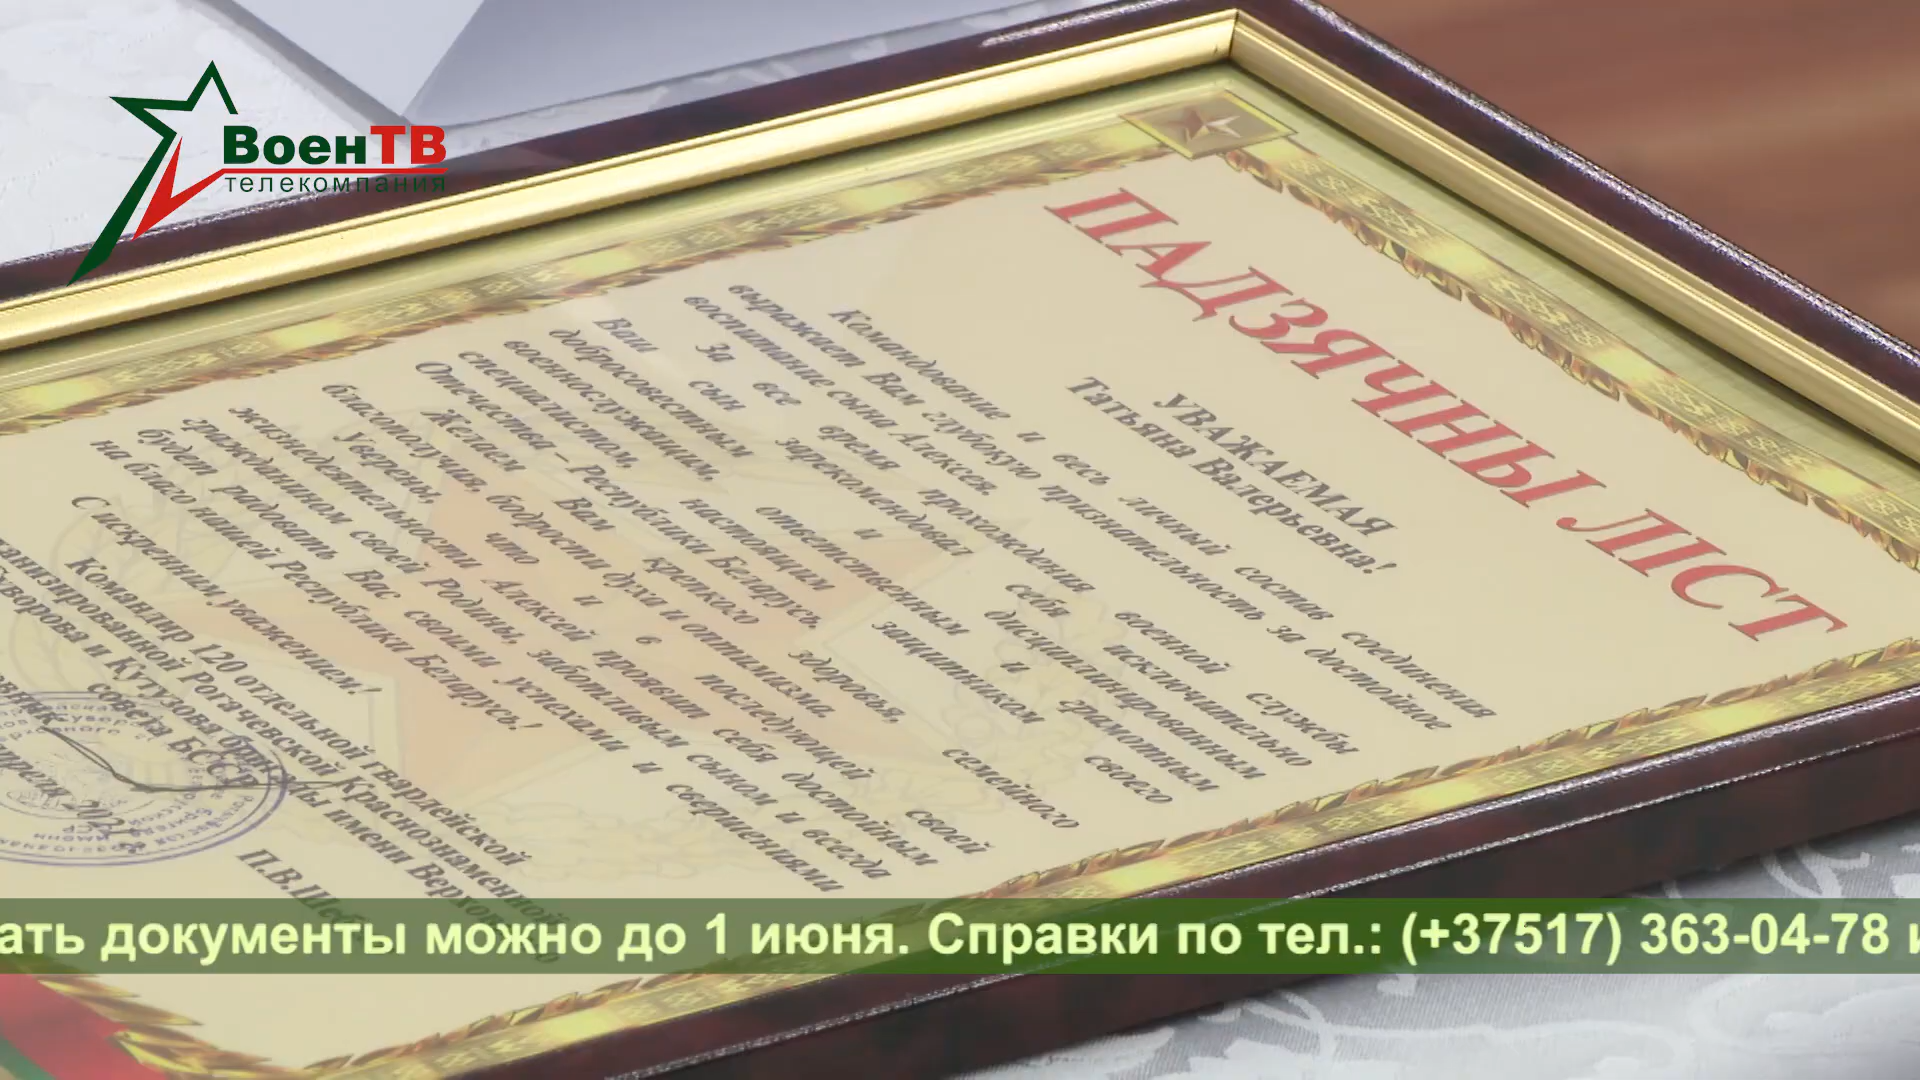 ВоенТВ
телекомпания
ПАДЗЯЧНЫ ЛІСТ
УВАЖАЕМАЯ
Татьяна Валерьевна!
Командование и весь личный состав соединения
выражает Вам глубокую признательность за достойное
воспитание сына Алексея.
За все время прохождения военной службы
Ваш сын зарекомендовал себя исключительно
добросовестным и дисциплинированным
военнослужащим, ответственным и грамотным
специалистом, настоящим защитником своего
Отечества – Республики Беларусь.
Желаем Вам крепкого здоровья, семейного
благополучия, бодрости духа и оптимизма.
Уверены, что и в последующей своей
жизнедеятельности Алексей проявит себя достойным
гражданином своей Родины, заботливым сыном и всегда
будет радовать Вас своими успехами и свершениями
на благо нашей Республики Беларусь!
С искренним уважением!
Командир 120 отдельной гвардейской
Рогачевской Краснознаменной
Суворова и Кутузова бригады имени Верховного
Совета
П.В.
ать документы можно до 1 июня. Справки по тел.: (+37517) 363-04-78 и